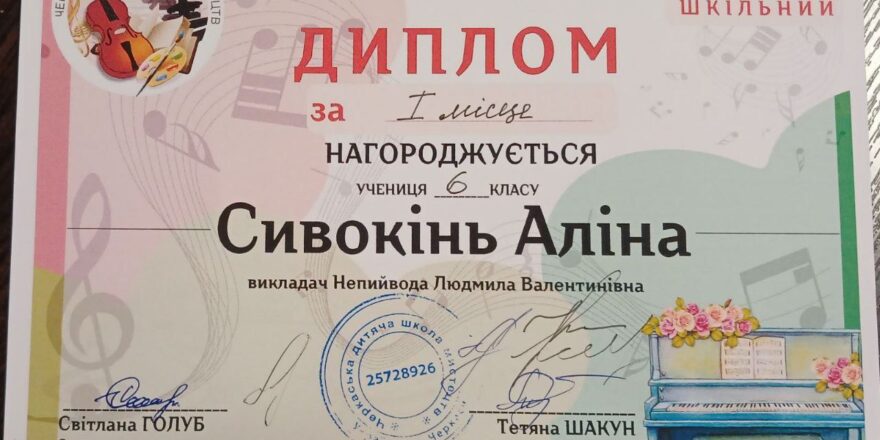 ШКІЛЬНИЙ
ДИПЛОМ
за І місце
НАГОРОДЖУЄТЬСЯ
УЧЕНИЦЯ 6 КЛАСУ
Сивокінь Аліна
викладач Непийвода Людмила Валентинівна
Черкаська дитяча школа мистецтв
25728926
Світлана ГОЛУБ
Тетяна ШАКУН